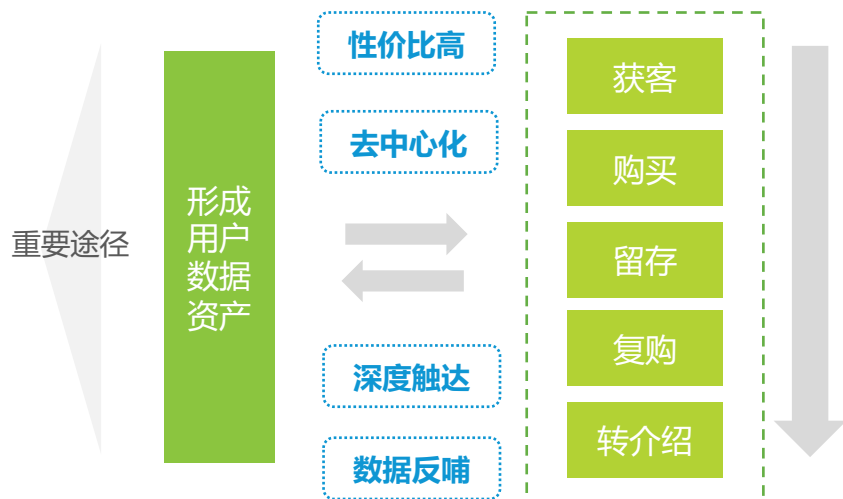 重要途径
形成
用户
数据
资产
性价比高
去中心化
深度触达
数据反哺
获客
购买
留存
复购
转介绍